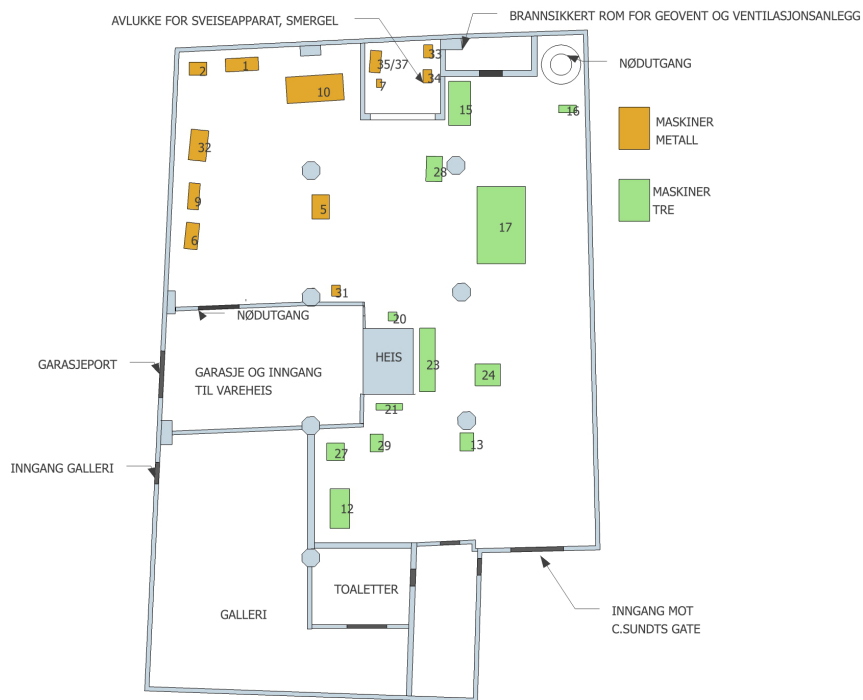 AVLUKKE FOR SVEISEAPPARAT, SMERGEL
BRANNSIKKERT ROM FOR GEOVENT OG VENTILASJONSANLEGG
33
35/37
NØDUTGANG
2
1
34
7
10
15
16
MASKINER
METALL
32
28
MASKINER
TRE
9
5
17
6
31
NØDUTGANG
20
GARASJEPORT
GARASJE OG INNGANG
TIL VAREHEIS
HEIS
23
24
21
INNGANG GALLERI
27
29
13
12
TOALETTER
GALLERI
INNGANG MOT
C.SUNDTS GATE